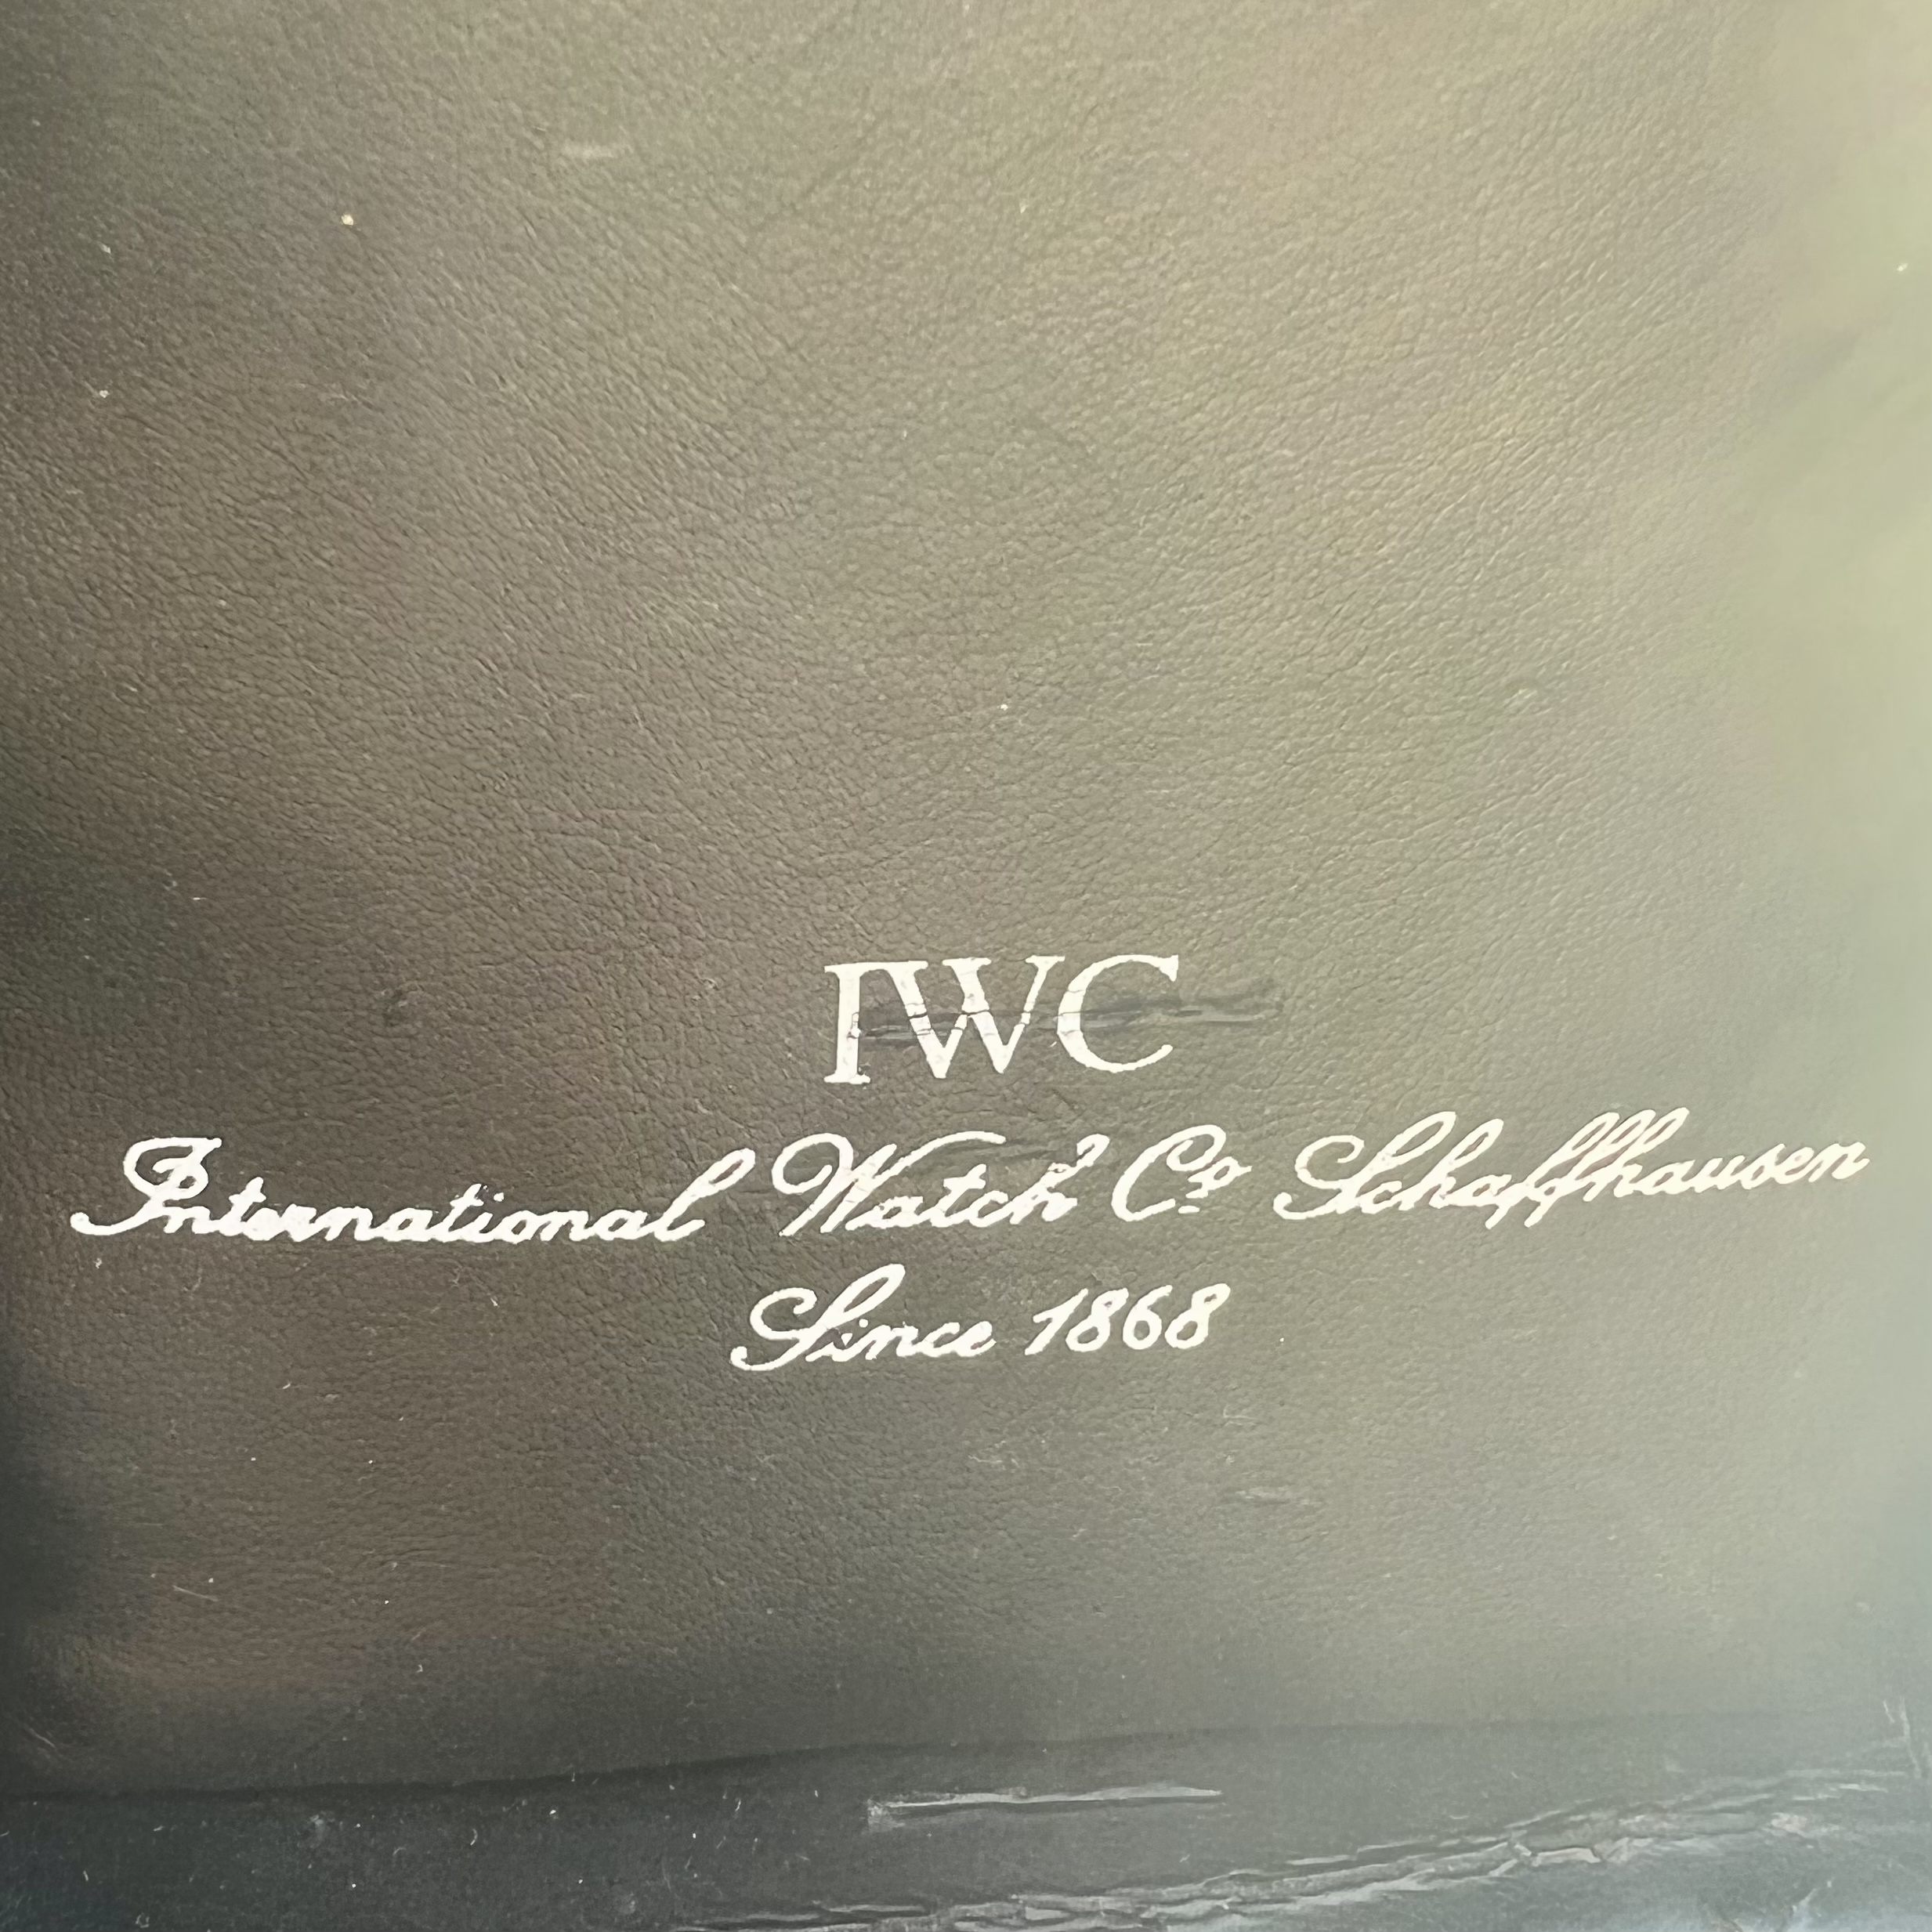 IWC
International Watch Co Schaffhausen
Since 1868